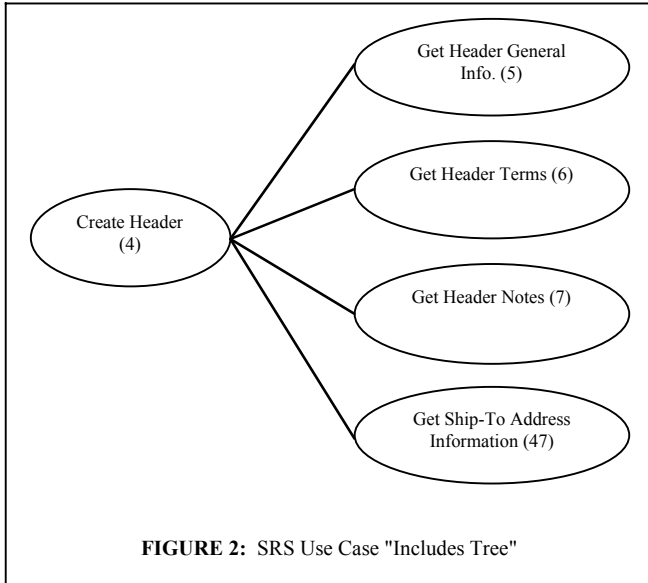 Get Header General
Info. (5)
Get Header Terms (6)
Create Header
(4)
Get Header Notes (7)
Get Ship-To Address
Information (47)
FIGURE 2: SRS Use Case "Includes Tree"